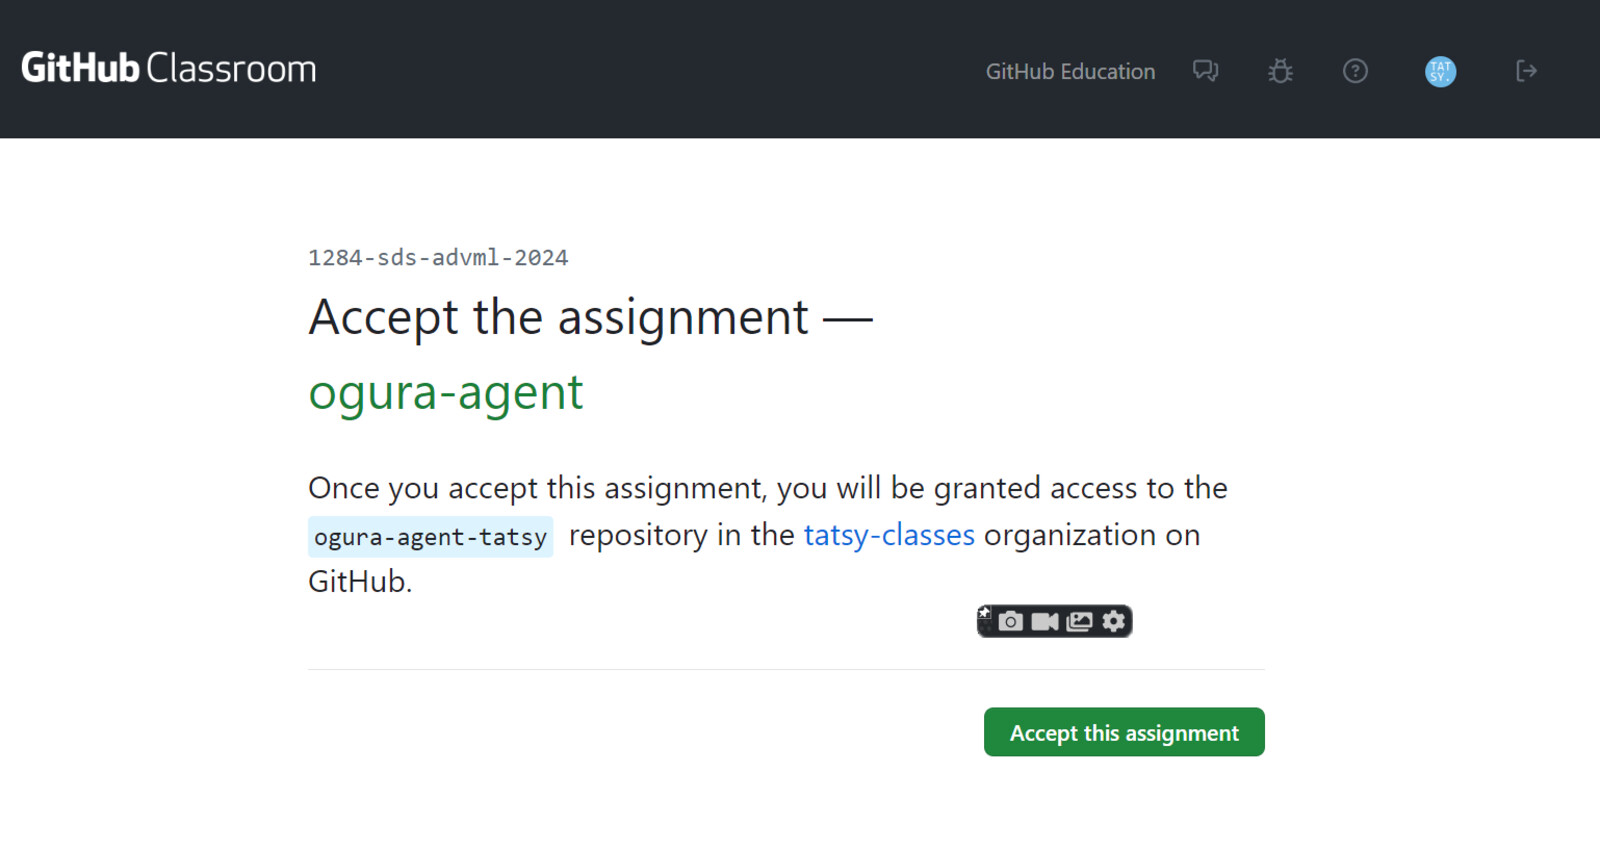 GitHub Classroom
GitHub Education
TAT
SY.
1284-sds-advml-2024
Accept the assignment —
ogura-agent
Once you accept this assignment, you will be granted access to the
ogura-agent-tatsy repository in the tatsy-classes organization on
GitHub.
Accept this assignment